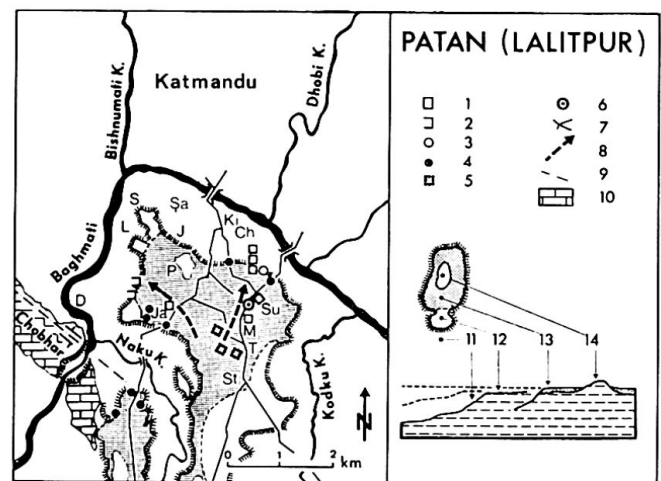 PATAN (LALITPUR)
Katmandu
Bishnumati K.
Dhobi K.
S
Şa
L
J
Ki
Ch
Baghmati
P
D
Ja
Su
M
T
Chobhar
Naku K.
St
Kodku K.
N
0 1 2
km
1 6
2 7
3 8
4 9
5 10
11 12 13 14